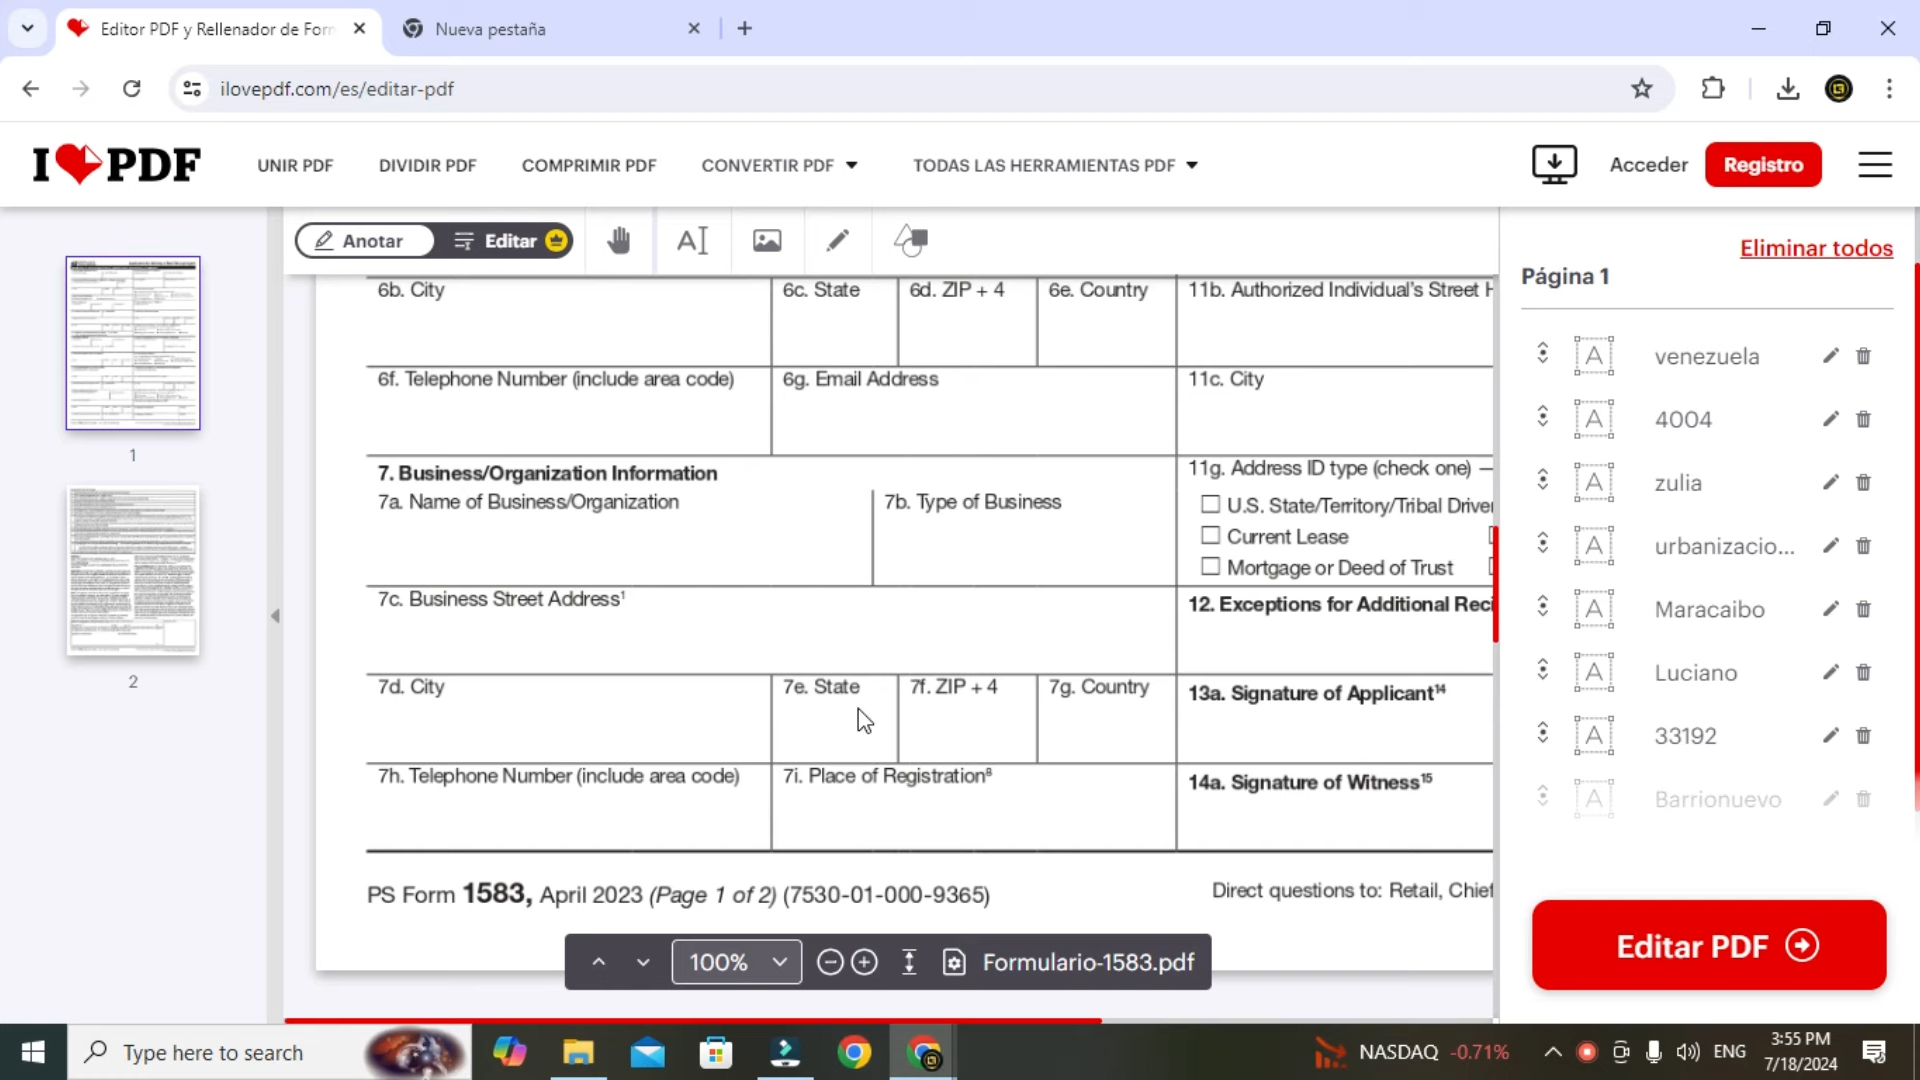 Editor PDF y Rellenador de Forn
Nueva pestaña
ilovepdf.com/es/editar-pdf
I PDF
UNIR PDF
DIVIDIR PDF
COMPRIMIR PDF
CONVERTIR PDF
TODAS LAS HERRAMIENTAS PDF
Acceder
Registro
Anotar
Editar
Eliminar todos
Página 1
venezuela
4004
zulia
urbanizacio...
Maracaibo
Luciano
33192
Barrionuevo
Editar PDF
1
2
6b. City
6c. State
6d. ZIP + 4
6e. Country
11b. Authorized Individual's Street H
6f. Telephone Number (include area code)
6g. Email Address
11c. City
7. Business/Organization Information
7a. Name of Business/Organization
7b. Type of Business
11g. Address ID type (check one) —
U.S. State/Territory/Tribal Driver
Current Lease
Mortgage or Deed of Trust
7c. Business Street Address¹
12. Exceptions for Additional Reci
7d. City
7e. State
7f. ZIP + 4
7g. Country
13a. Signature of Applicant¹⁴
7h. Telephone Number (include area code)
7i. Place of Registration⁸
14a. Signature of Witness¹⁵
PS Form 1583, April 2023 (Page 1 of 2) (7530-01-000-9365)
Direct questions to: Retail, Chief
100%
Formulario-1583.pdf
Type here to search
NASDAQ -0.71%
ENG
3:55 PM
7/18/2024